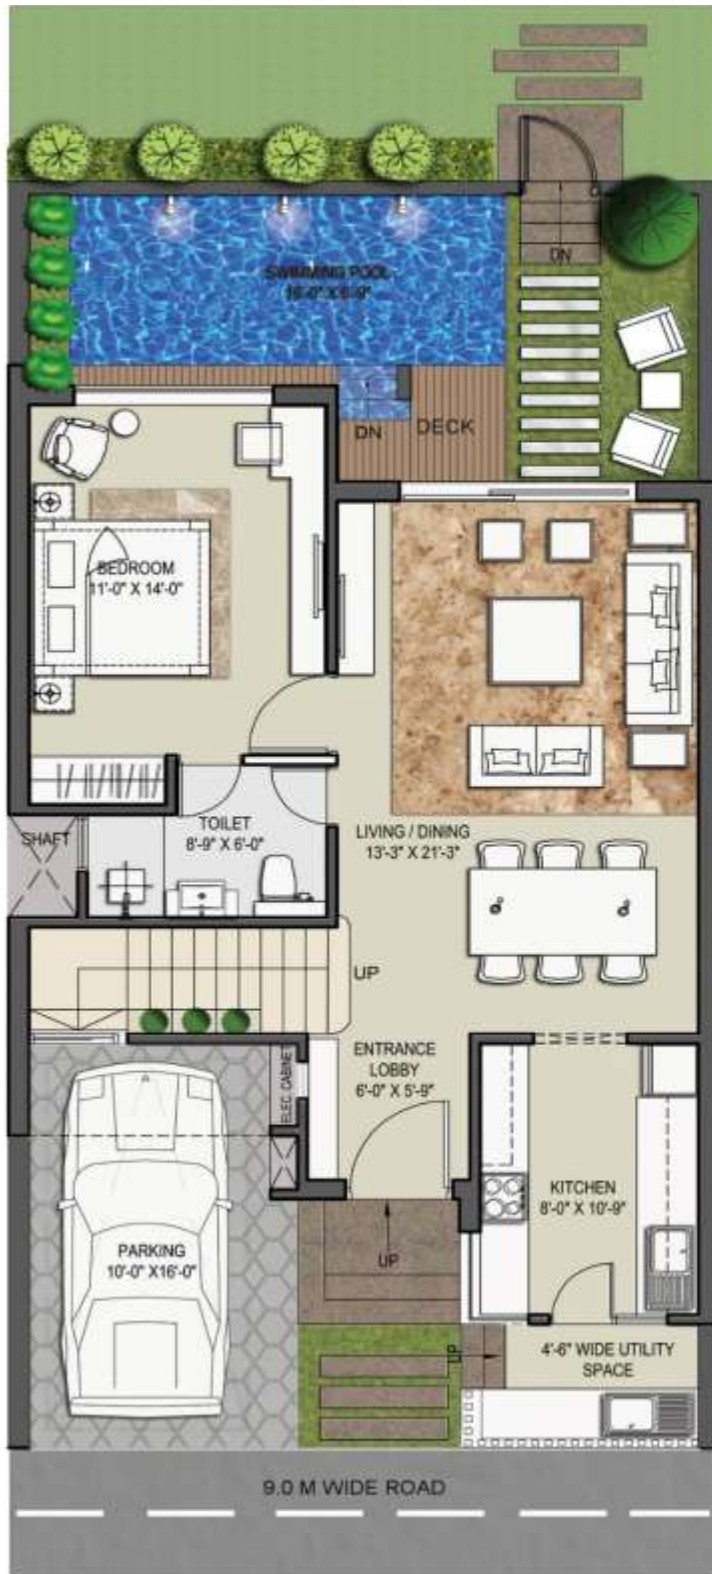 SWIMMING POOL
16'-0" X 6'-9"
DN
DN
DECK
BEDROOM
11'-0" X 14'-0"
SHAFT
TOILET
8'-9" X 6'-0"
LIVING / DINING
13'-3" X 21'-3"
UP
ENTRANCE
LOBBY
6'-0" X 5'-9"
ELEC. CABINET
KITCHEN
8'-0" X 10'-9"
PARKING
10'-0" X16'-0"
UP
UP
4'-6" WIDE UTILITY
SPACE
9.0 M WIDE ROAD